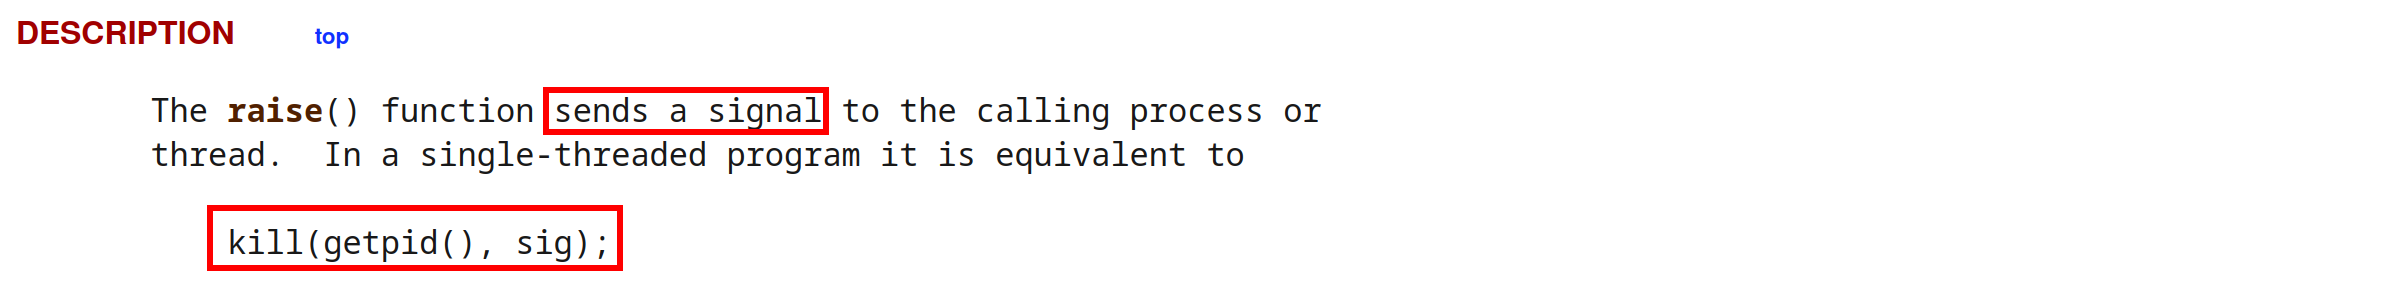 DESCRIPTION top
The raise() function sends a signal to the calling process or
thread. In a single-threaded program it is equivalent to
kill(getpid(), sig);